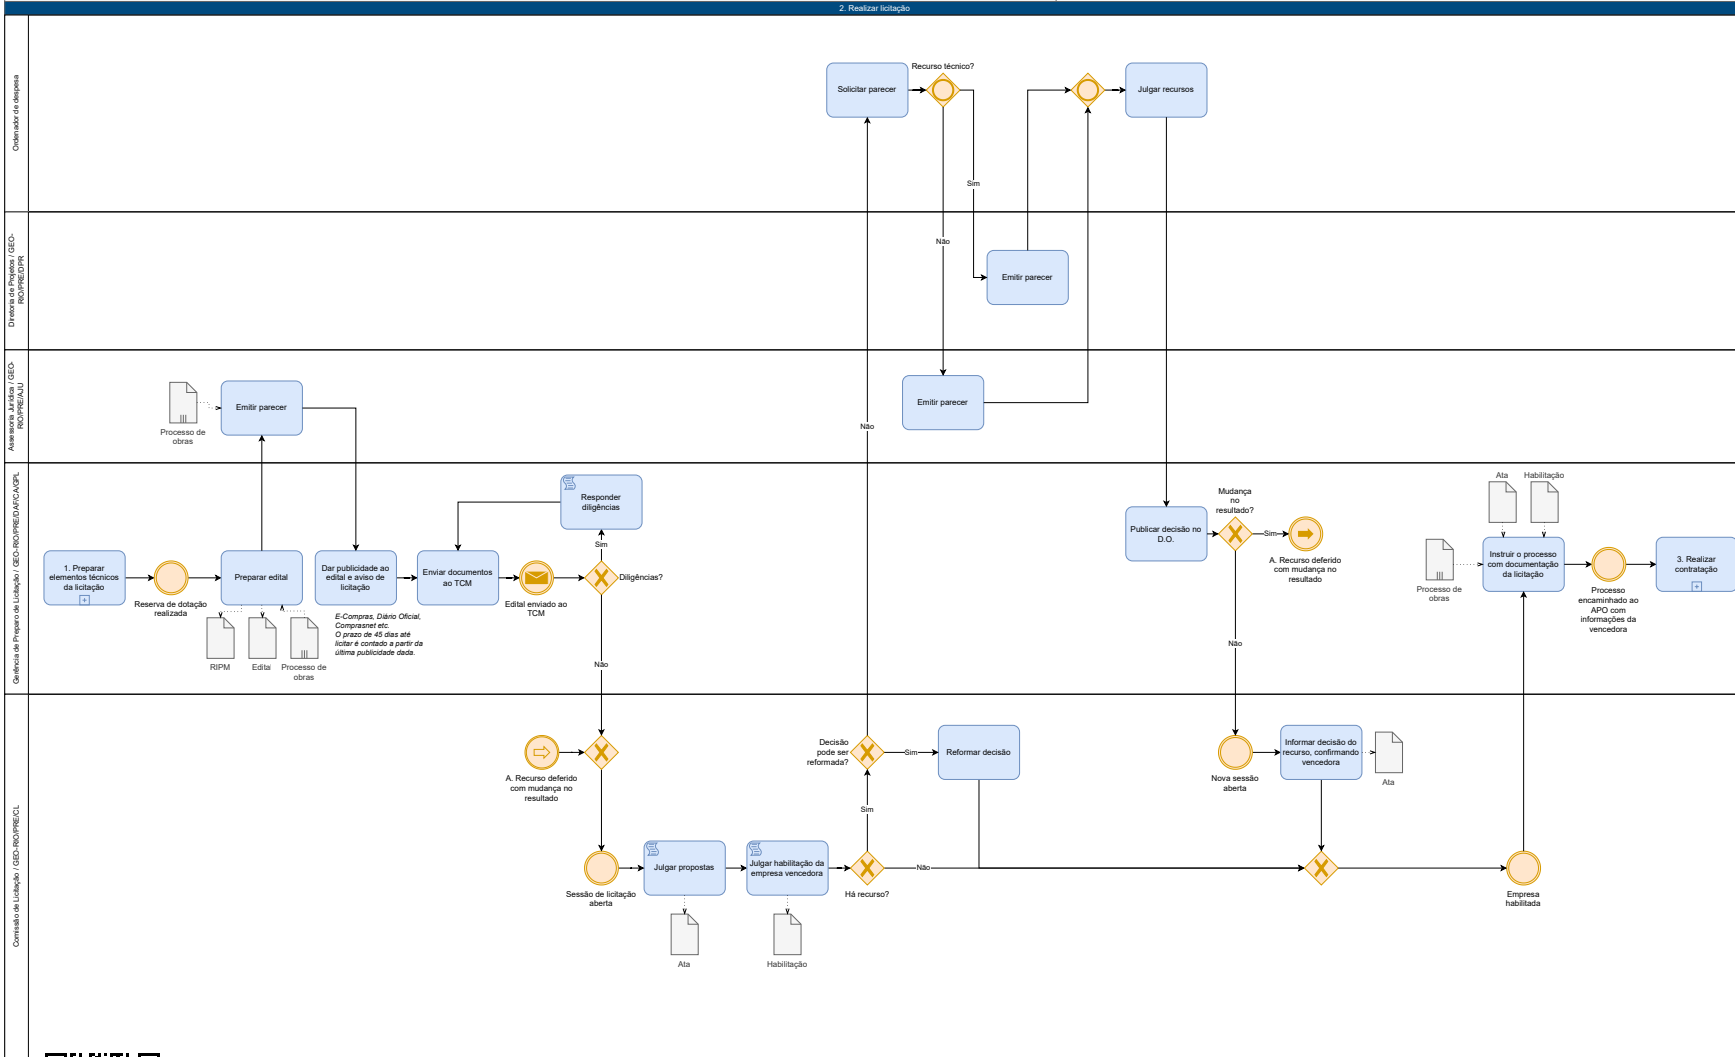 2. Realizar licitação
Ordenador de despesa
Solicitar parecer
Recurso técnico?
Julgar recursos
Sim
Não
Diretoria de Projetos / GEO-
RIO/PRE/DPR
Emitir parecer
Assessoria Jurídica / GEO-
RIO/PRE/AJU
Processo de
obras
Emitir parecer
Emitir parecer
Não
Gerência de Preparo de Licitação / GEO-RIO/PRE/DAF/CA/GPL
1. Preparar
elementos técnicos
da licitação
Reserva de dotação
realizada
Preparar edital
RIPM
Edital
Processo de
obras
Dar publicidade ao
edital e aviso de
licitação
E-Compras, Diário Oficial,
Comprasnet etc.
O prazo de 45 dias até
licitar é contado a partir da
última publicidade dada.
Enviar documentos
ao TCM
Edital enviado ao
TCM
Responder
diligências
Sim
Diligências?
Não
Publicar decisão no
D.O.
Mudança
no
resultado?
Sim
A. Recurso deferido
com mudança no
resultado
Não
Ata
Habilitação
Processo de
obras
Instruir o processo
com documentação
da licitação
Processo
encaminhado ao
APO com
informações da
vencedora
3. Realizar
contratação
Comissão de Licitação / GEO-RIO/PRE/CL
A. Recurso deferido
com mudança no
resultado
Sessão de licitação
aberta
Julgar propostas
Ata
Julgar habilitação da
empresa vencedora
Habilitação
Há recurso?
Sim
Não
Decisão
pode ser
reformada?
Sim
Reformar decisão
Nova sessão
aberta
Informar decisão do
recurso, confirmando
vencedora
Ata
Empresa
habilitada